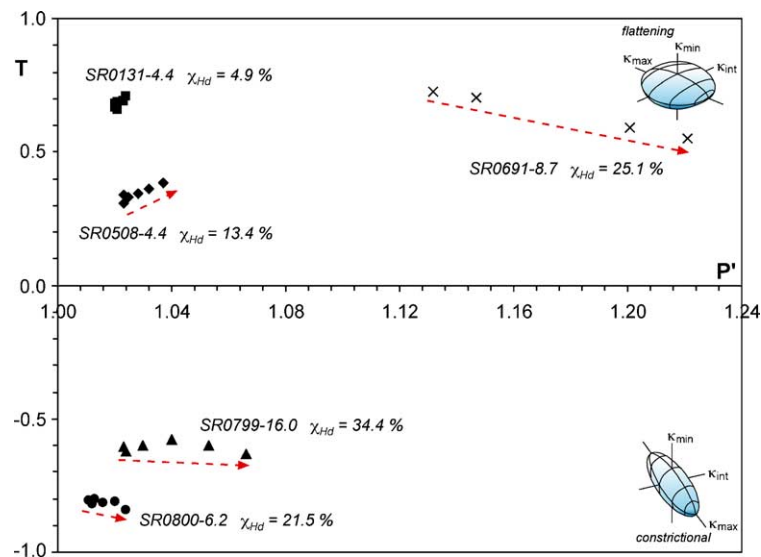 1.0
flattening
T
κmin
SR0131-4.4 χHd = 4.9 %
κmax
κint
0.5
SR0691-8.7 χHd = 25.1 %
SR0508-4.4 χHd = 13.4 %
0.0
P'
1.00 1.04 1.08 1.12 1.16 1.20 1.24
SR0799-16.0 χHd = 34.4 %
-0.5
κmin
κint
SR0800-6.2 χHd = 21.5 %
κmax
constrictional
-1.0